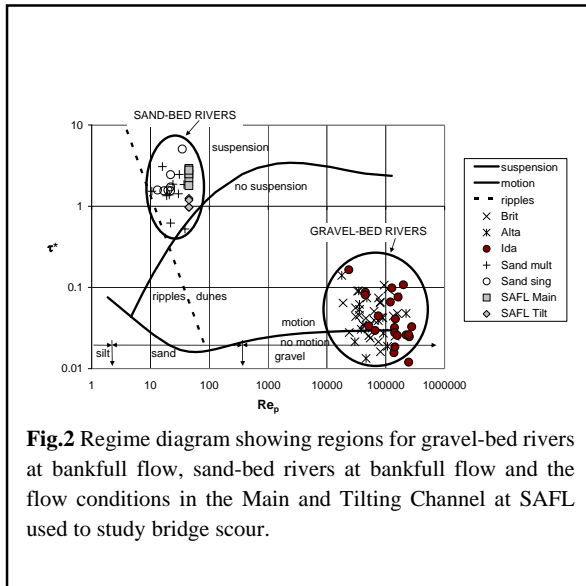 SAND-BED RIVERS
10
suspension
no suspension
1
τ*
GRAVEL-BED RIVERS
0.1
ripples dunes
motion
no motion
silt sand gravel
0.01
1 10 100 1000 10000 100000 1000000
Rep
suspension
motion
ripples
Brit
Alta
Ida
Sand mult
Sand sing
SAFL Main
SAFL Tilt
Fig.2 Regime diagram showing regions for gravel-bed rivers
at bankfull flow, sand-bed rivers at bankfull flow and the
flow conditions in the Main and Tilting Channel at SAFL
used to study bridge scour.